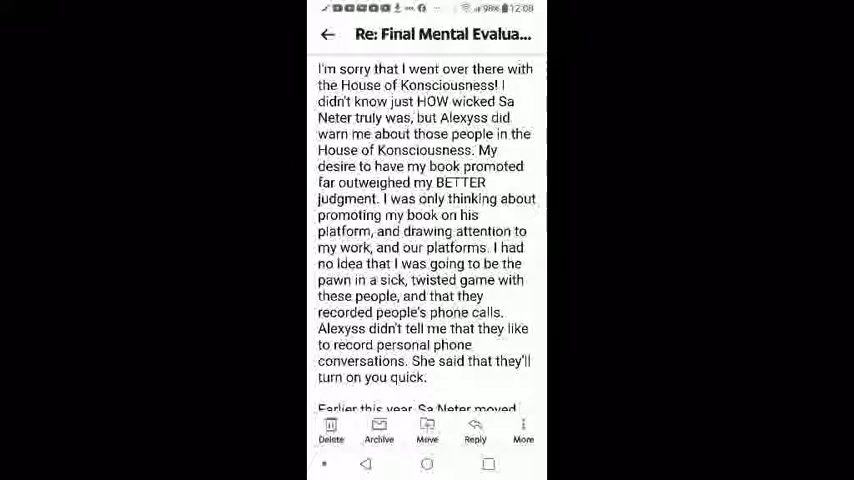 98% 12:08
Re: Final Mental Evalua...
I'm sorry that I went over there with
the House of Konsciousness! I
didn't know just HOW wicked Sa
Neter truly was, but Alexyss did
warn me about those people in the
House of Konsciousness. My
desire to have my book promoted
far outweighed my BETTER
judgment. I was only thinking about
promoting my book on his
platform, and drawing attention to
my work, and our platforms. I had
no Idea that I was going to be the
pawn in a sick, twisted game with
these people, and that they
recorded people's phone calls.
Alexyss didn't tell me that they like
to record personal phone
conversations. She said that they'll
turn on you quick.
Earlier this year, Sa Neter moved
Delete Archive Move Reply More